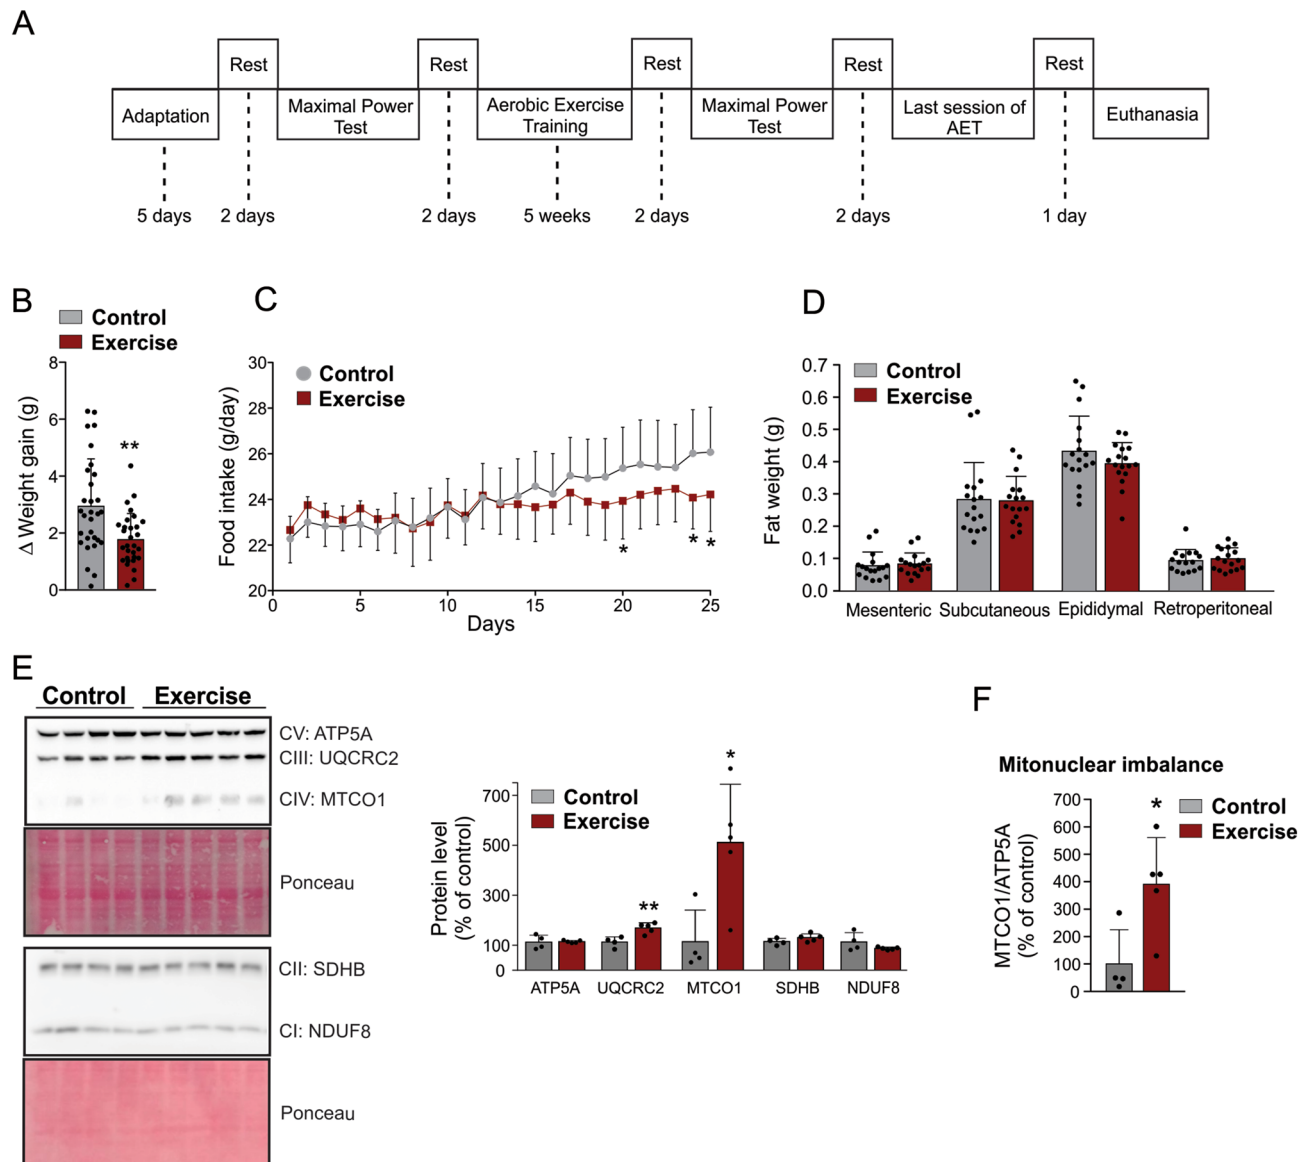 A
Rest
Rest
Rest
Rest
Rest
Adaptation
Maximal Power
Test
Aerobic Exercise
Training
Maximal Power
Test
Last session of
AET
Euthanasia
5 days
2 days
2 days
5 weeks
2 days
2 days
1 day
B
Control
Exercise
Δ Weight gain (g)
8
6
4
2
0
**
C
Control
Exercise
Food intake (g/day)
30
28
26
24
22
20
0
5
10
15
20
25
Days
*
*
*
D
Control
Exercise
Fat weight (g)
0.7
0.6
0.5
0.4
0.3
0.2
0.1
0.0
Mesenteric
Subcutaneous
Epididymal
Retroperitoneal
E
Control
Exercise
CV: ATP5A
CIII: UQCRC2
CIV: MTCO1
Ponceau
CII: SDHB
CI: NDUF8
Ponceau
Control
Exercise
Protein level
(% of control)
700
500
300
100
0
**
*
ATP5A
UQCRC2
MTCO1
SDHB
NDUF8
F
Mitonuclear imbalance
Control
Exercise
MTCO1/ATP5A
(% of control)
700
600
500
400
300
200
100
0
*